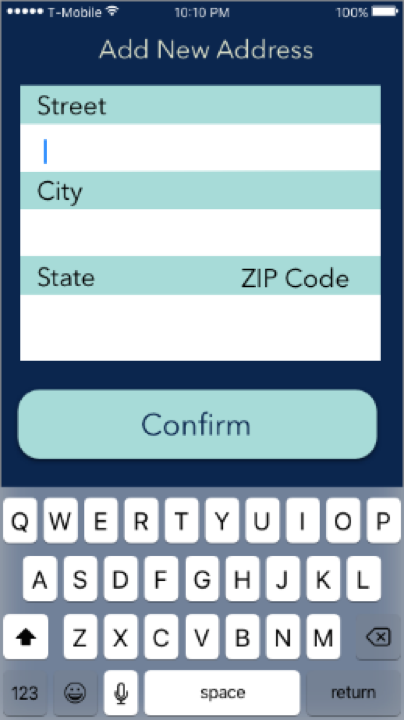 T-Mobile 10:10 PM 100%
Add New Address
Street
City
State ZIP Code
Confirm
Q W E R T Y U I O P
A S D F G H J K L
Z X C V B N M
123 space return